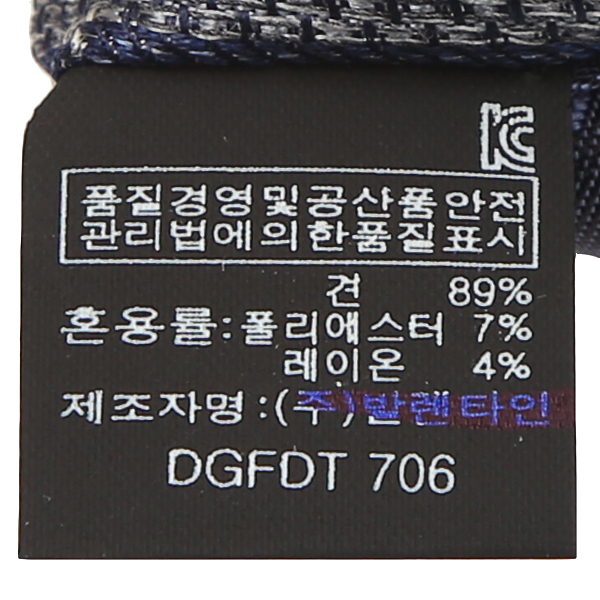 KC
품질경영및공산품안전
관리법에의한품질표시
견 89%
혼용률:폴리애스터 7%
레이온 4%
제조자명:(주)발렌타인
DGFDT 706